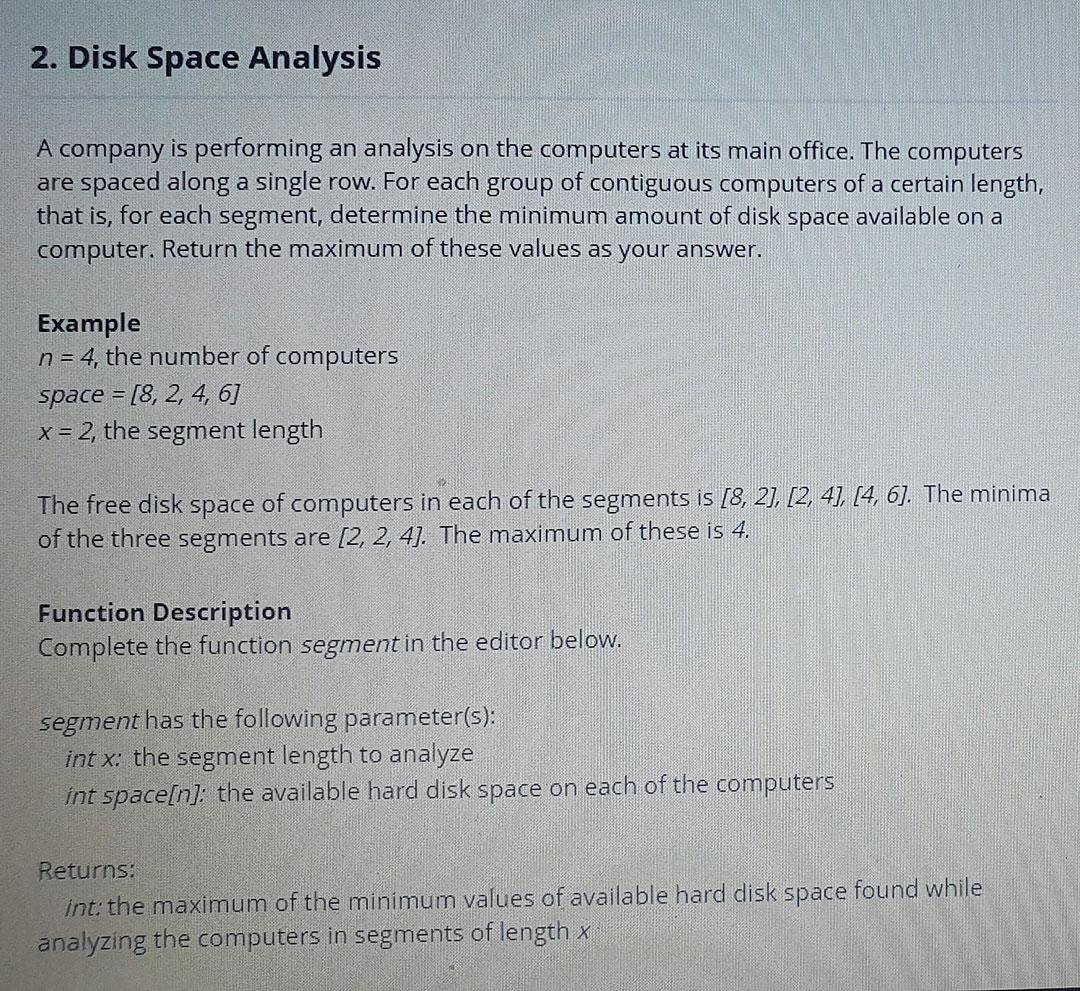 2. Disk Space Analysis
A company is performing an analysis on the computers at its main office. The computers
are spaced along a single row. For each group of contiguous computers of a certain length,
that is, for each segment, determine the minimum amount of disk space available on a
computer. Return the maximum of these values as your answer.
Example
n = 4, the number of computers
space = [8, 2, 4, 6]
x = 2, the segment length
The free disk space of computers in each of the segments is [8, 2], [2, 4], [4, 6]. The minima
of the three segments are [2, 2, 4]. The maximum of these is 4.
Function Description
Complete the function segment in the editor below.
segment has the following parameter(s):
int x: the segment length to analyze
int space[n]: the available hard disk space on each of the computers
Returns:
int: the maximum of the minimum values of available hard disk space found while
analyzing the computers in segments of length x